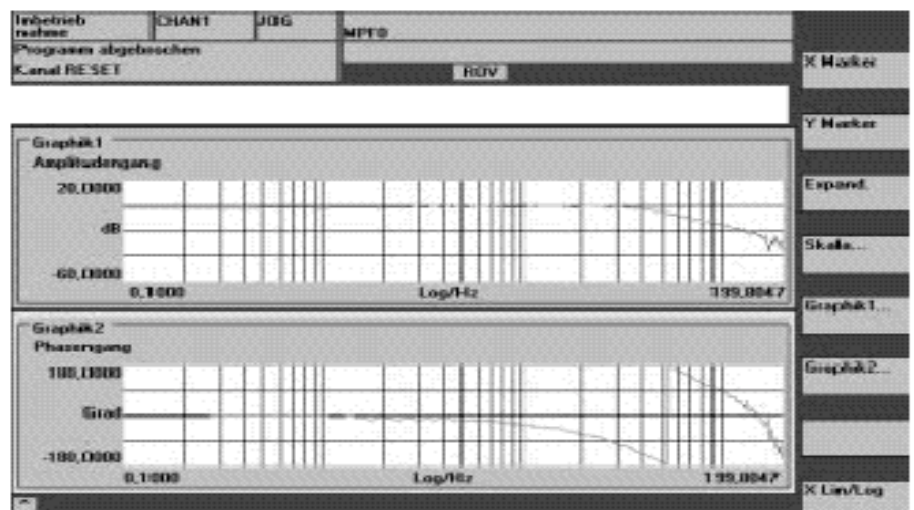 Inbetrieb
nahme
CHAN1
JOG
MPF0
Programm abgebrochen
Kanal RESET
ROV
X Marker
Y Marker
Expand.
Skala...
Graphik1...
Graphik2...
X Lin/Log
Graphik1
Amplitudengang
20,0000
dB
-60,0000
0,1000
Log/Hz
199,8047
Graphik2
Phasengang
180,0000
Grad
-180,0000
0,1000
Log/Hz
199,8047
^